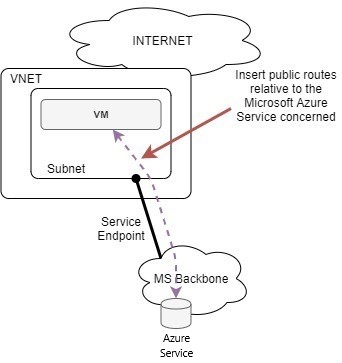 INTERNET
VNET
Insert public routes
relative to the
Microsoft Azure
Service concerned
VM
Subnet
Service
Endpoint
MS Backbone
Azure
Service